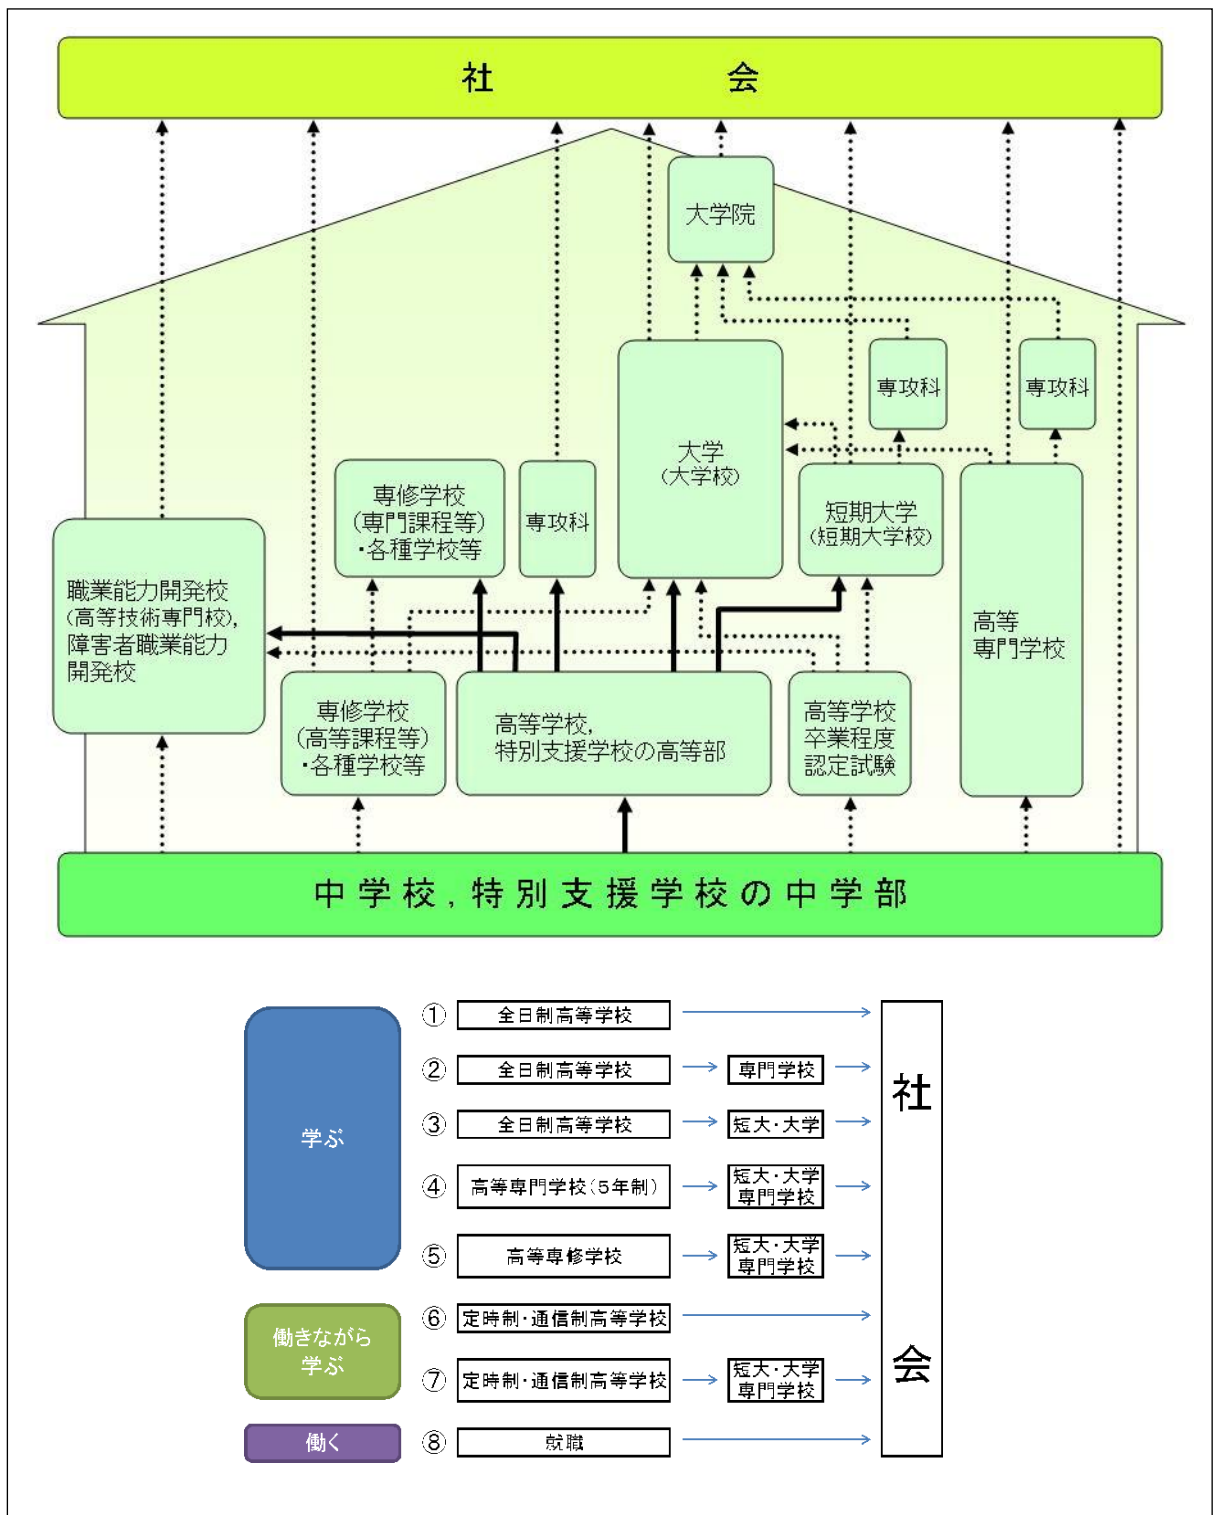 社会
大学院
専攻科
専攻科
大学
(大学校)
専修学校
(専門課程等)
・各種学校等
専攻科
短期大学
(短期大学校)
職業能力開発校
(高等技術専門校),
障害者職業能力
開発校
高等
専門学校
専修学校
(高等課程等)
・各種学校等
高等学校,
特別支援学校の高等部
高等学校
卒業程度
認定試験
中学校,特別支援学校の中学部
学ぶ
① 全日制高等学校
② 全日制高等学校 専門学校
③ 全日制高等学校 短大・大学
④ 高等専門学校(5年制) 短大・大学
専門学校
⑤ 高等専修学校 短大・大学
専門学校
働きながら
学ぶ
⑥ 定時制・通信制高等学校
⑦ 定時制・通信制高等学校 短大・大学
専門学校
働く
⑧ 就職
社会